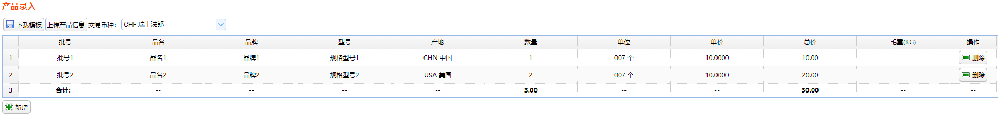 产品录入
下载模板 上传产品信息 交易币种： CHF 瑞士法郎
批号 品名 品牌 型号 产地 数量 单位 单价 总价 毛重(KG) 操作
1 批号1 品名1 品牌1 规格型号1 CHN 中国 1 007 个 10.0000 10.00 删除
2 批号2 品名2 品牌2 规格型号2 USA 美国 2 007 个 10.0000 20.00 删除
3 合计： -- -- -- -- 3.00 -- -- 30.00 -- --
新增